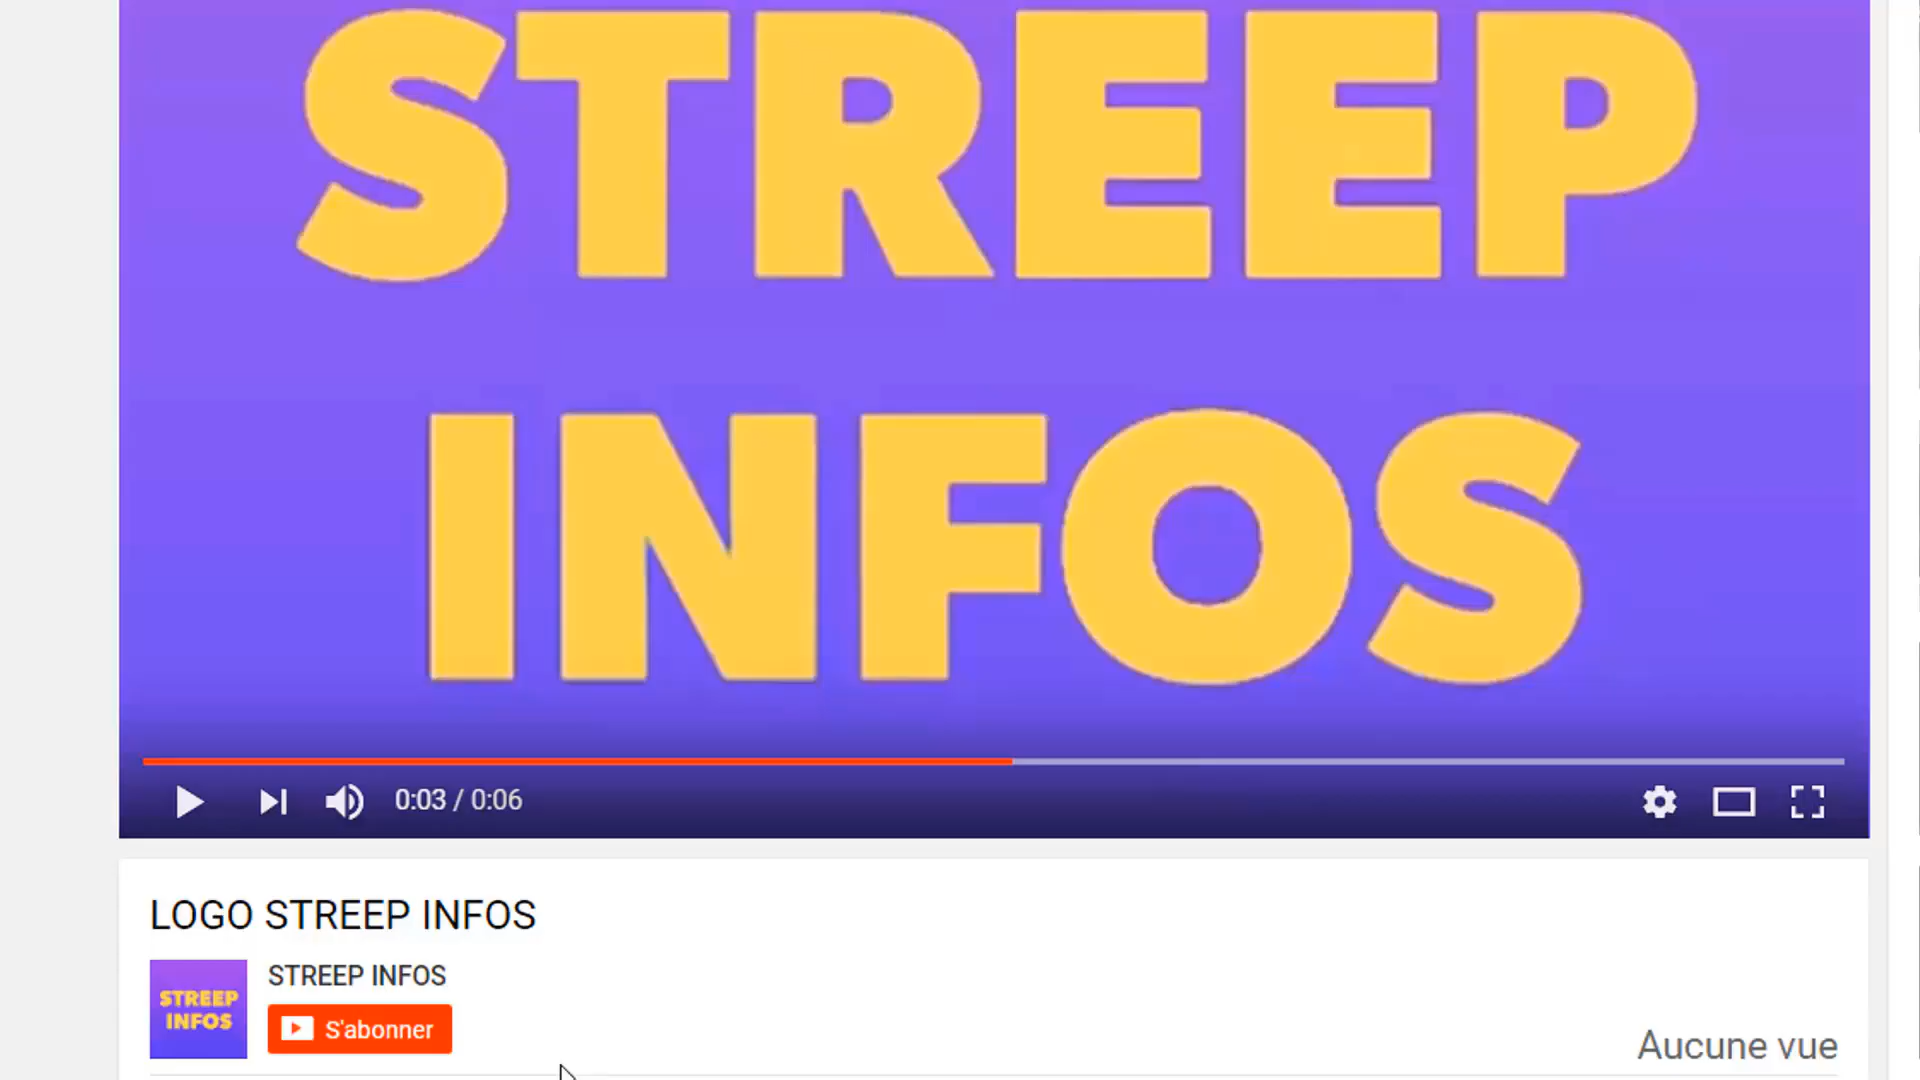 STREEP
INFOS
0:03 / 0:06
LOGO STREEP INFOS
STREEP INFOS
STREEP
INFOS
S'abonner
Aucune vue